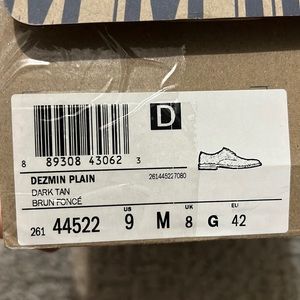 D
8 89308 43062 3
DEZMIN PLAIN
261445227080
DARK TAN
BRUN FONCÉ
US UK EU
261 44522 9 M 8 G 42